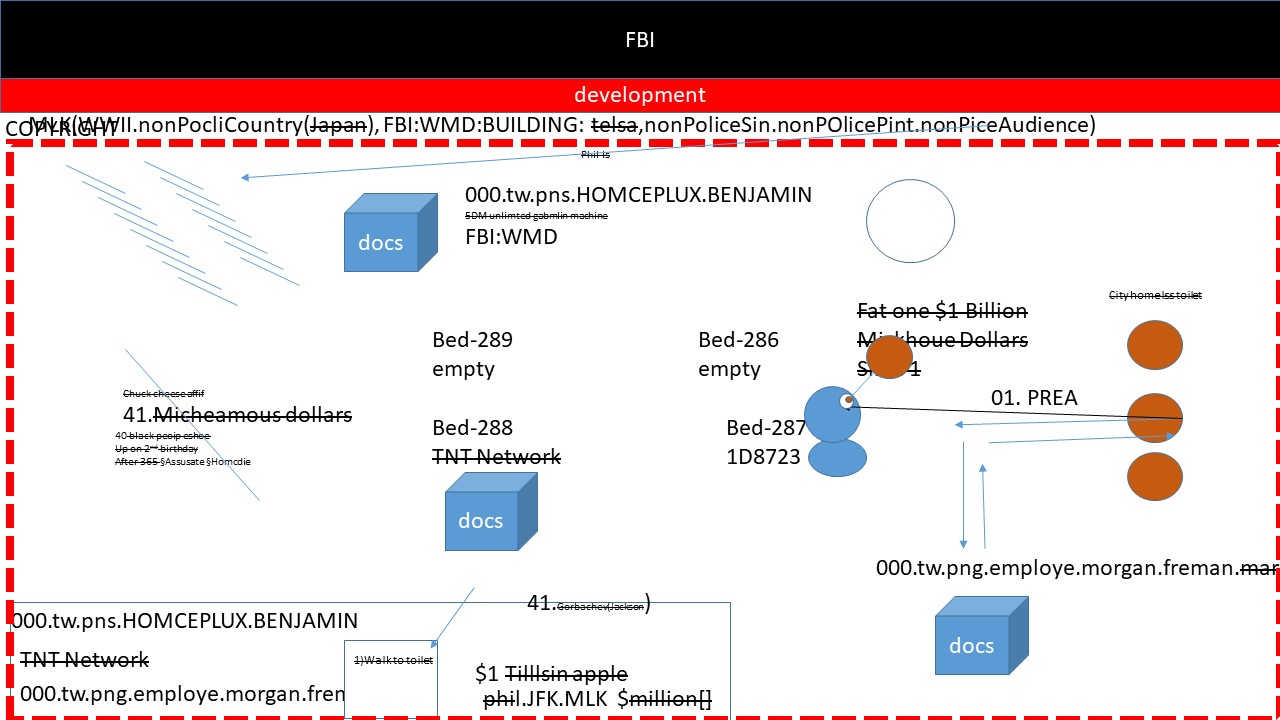 FBI
development
COPYRIGHT
MLK(WWII.nonPocliCountry(Japan), FBI:WMD:BUILDING: telsa,nonPoliceSin.nonPOlicePint.nonPiceAudience)
Phil Is
000.tw.pns.HOMCEPLUX.BENJAMIN
5DM unlimted gabmlin machine
FBI:WMD
docs
City homelss toilet
Fat one $1 Billion
Dollars
Bed-289
empty
Bed-286
empty
Chuck cheese affif
41.Micheamous dollars
40 black peoip eshoe
Up on 2nd birthday
After 365 §Assusate §Homcdie
01. PREA
Bed-288
TNT Network
Bed-287
1D8723
docs
000.tw.png.employe.morgan.freman.mar
41.Gorbachev(Jackson)
000.tw.pns.HOMCEPLUX.BENJAMIN
docs
TNT Network
1)Walk to toilet
$1 Tilllsin apple
000.tw.png.employe.morgan.fren
phil.JFK.MLK $million[]